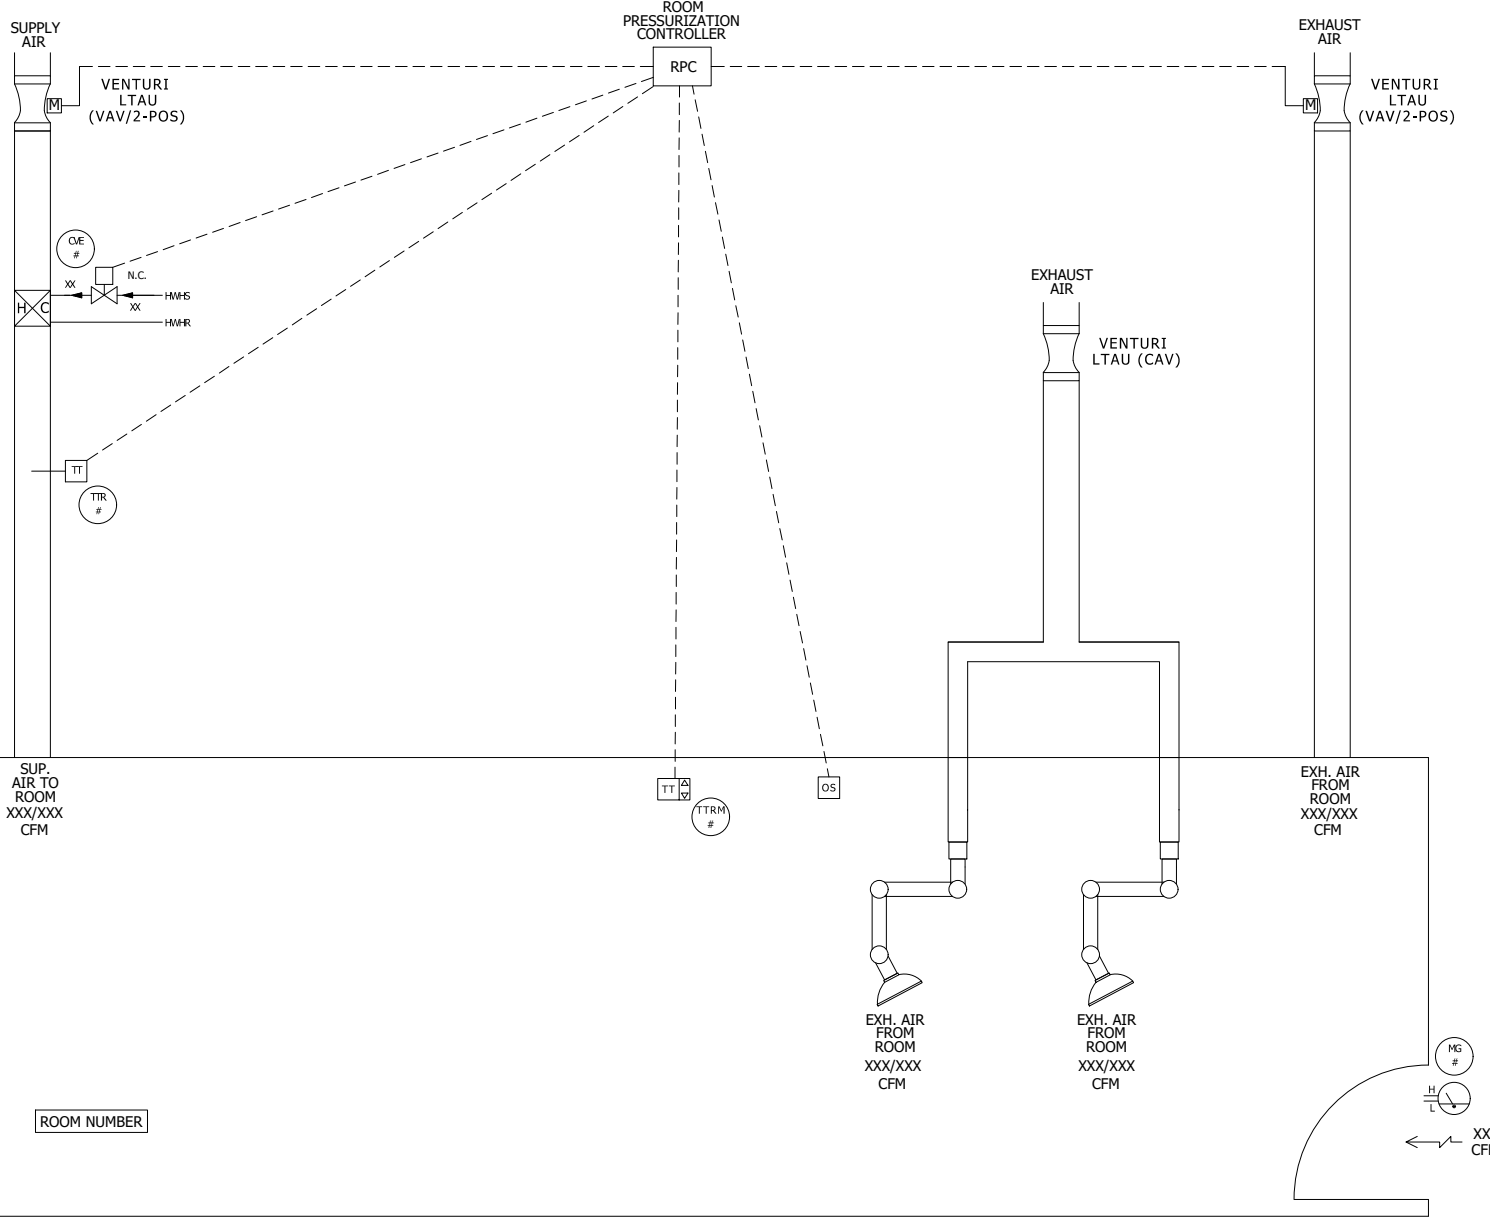 SUPPLY
AIR
ROOM
PRESSURIZATION
CONTROLLER
RPC
EXHAUST
AIR
M
VENTURI
LTAU
(VAV/2-POS)
M
VENTURI
LTAU
(VAV/2-POS)
CVE
#
N.C.
XX
HWHS
XX
H C
HWHR
EXHAUST
AIR
VENTURI
LTAU (CAV)
TT
TTR
#
SUP.
AIR TO
ROOM
XXX/XXX
CFM
TT
TTRM
#
OS
EXH. AIR
FROM
ROOM
XXX/XXX
CFM
EXH. AIR
FROM
ROOM
XXX/XXX
CFM
EXH. AIR
FROM
ROOM
XXX/XXX
CFM
MG
#
H
L
XX
CF
ROOM NUMBER